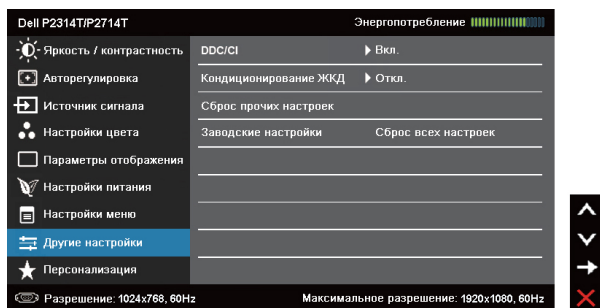 Dell P2314T/P2714T Энергопотребление
Яркость / контрастность DDC/CI Вкл.
Авторегулировка Кондиционирование ЖКД Откл.
Источник сигнала Сброс прочих настроек
Настройки цвета Заводские настройки Сброс всех настроек
Параметры отображения
Настройки питания
Настройки меню
Другие настройки
Персонализация
Разрешение: 1024x768, 60Hz Максимальное разрешение: 1920x1080, 60Hz